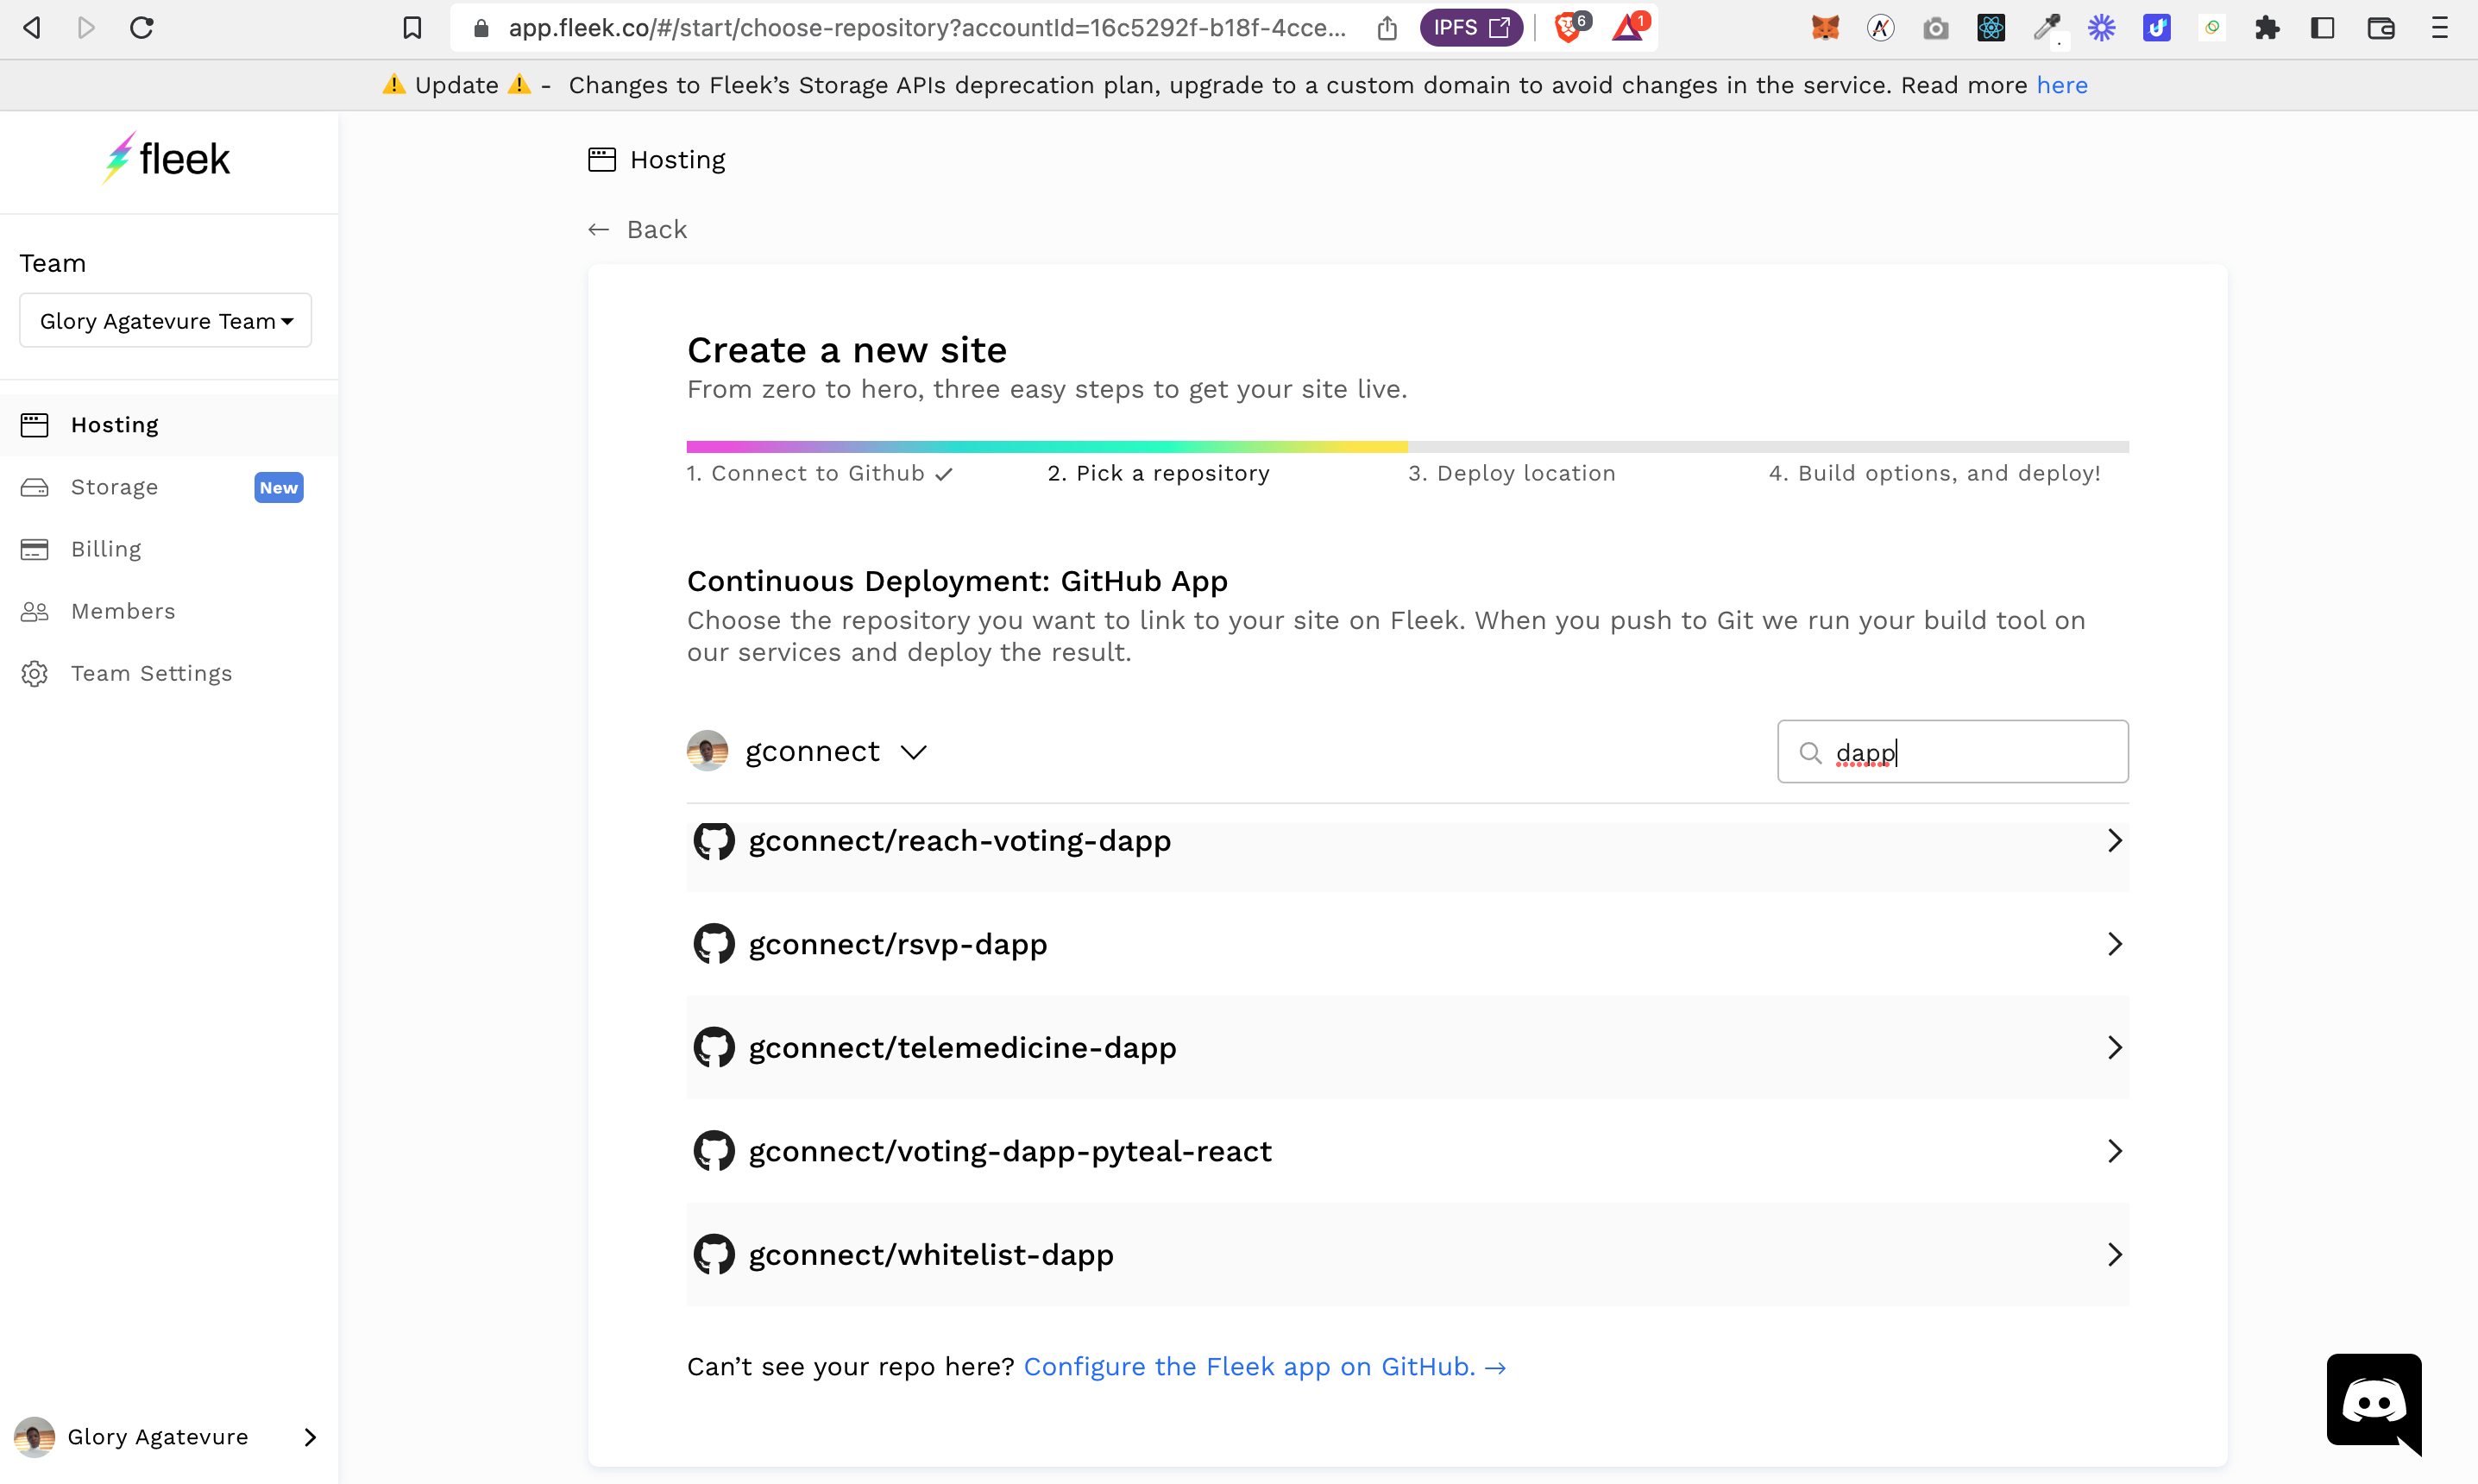 app.fleek.co/#/start/choose-repository?accountId=16c5292f-b18f-4cce...
IPFS
6
1
⚠️ Update ⚠️ - Changes to Fleek’s Storage APIs deprecation plan, upgrade to a custom domain to avoid changes in the service. Read more here
fleek
Team
Glory Agatevure Team
Hosting
Storage
New
Billing
Members
Team Settings
Glory Agatevure
Hosting
← Back
Create a new site
From zero to hero, three easy steps to get your site live.
1. Connect to Github ✓
2. Pick a repository
3. Deploy location
4. Build options, and deploy!
Continuous Deployment: GitHub App
Choose the repository you want to link to your site on Fleek. When you push to Git we run your build tool on
our services and deploy the result.
gconnect
dapp
gconnect/reach-voting-dapp
gconnect/rsvp-dapp
gconnect/telemedicine-dapp
gconnect/voting-dapp-pyteal-react
gconnect/whitelist-dapp
Can’t see your repo here? Configure the Fleek app on GitHub. →